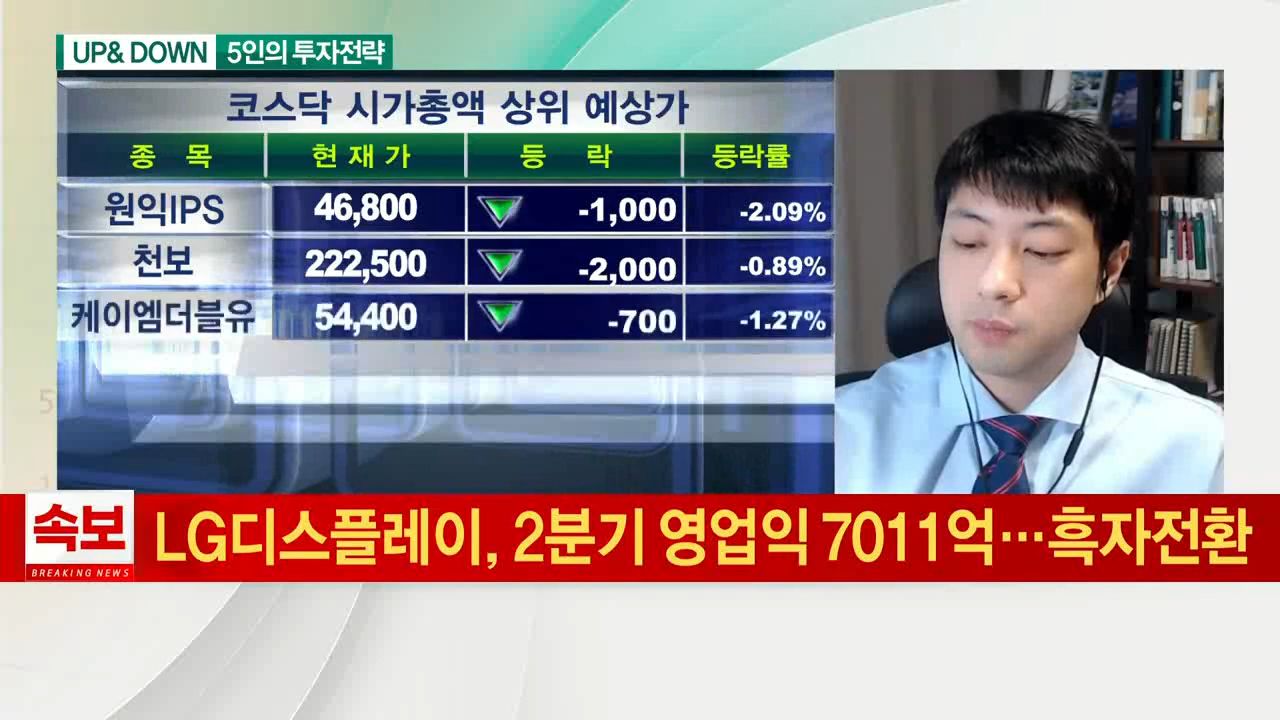 UP& DOWN 5인의 투자전략
코스닥 시가총액 상위 예상가
종 목 현 재 가 등 락 등락률
원익IPS 46,800 -1,000 -2.09%
천보 222,500 -2,000 -0.89%
케이엠더블유 54,400 -700 -1.27%
속보 LG디스플레이, 2분기 영업익 7011억…흑자전환
BREAKING NEWS